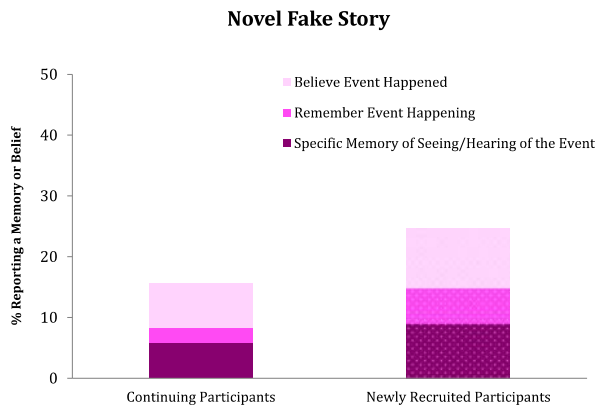 Novel Fake Story
% Reporting a Memory or Belief
50
40
30
20
10
0
Believe Event Happened
Remember Event Happening
Specific Memory of Seeing/Hearing of the Event
Continuing Participants
Newly Recruited Participants